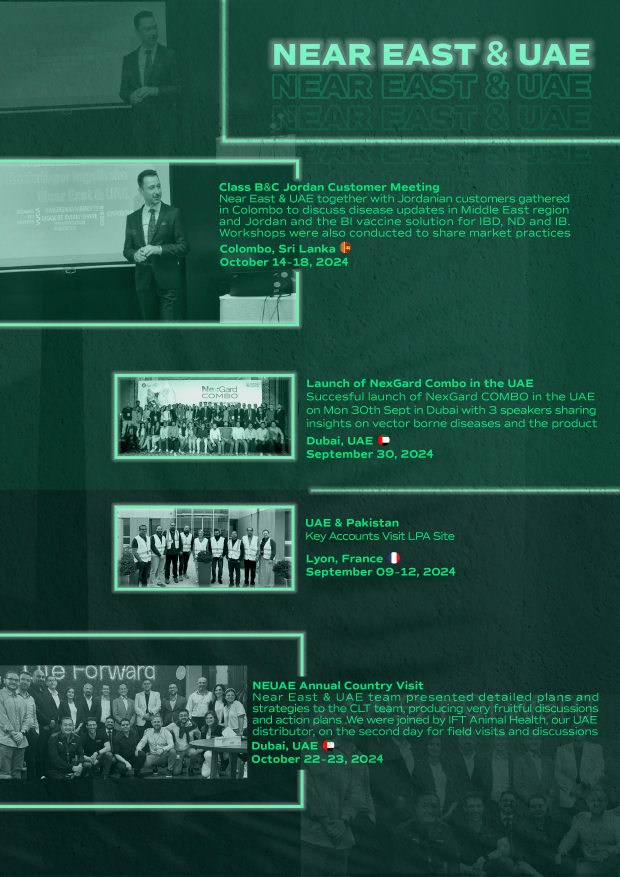 NEAR EAST & UAE
NEAR EAST & UAE
NEAR EAST & UAE
Near East & UAE
Class B&C Jordan Customer Meeting
Near East & UAE together with Jordanian customers gathered
in Colombo to discuss disease updates in Middle East region
and Jordan and the BI vaccine solution for IBD, ND and IB.
Workshops were also conducted to share market practices
Colombo, Sri Lanka
October 14-18, 2024
NexGard
COMBO
Launch of NexGard Combo in the UAE
Succesful launch of NexGard COMBO in the UAE
on Mon 30th Sept in Dubai with 3 speakers sharing
insights on vector borne diseases and the product
Dubai, UAE
September 30, 2024
UAE & Pakistan
Key Accounts Visit LPA Site
Lyon, France
September 09-12, 2024
Life Forward
NEUAE Annual Country Visit
Near East & UAE team presented detailed plans and
strategies to the CLT team, producing very fruitful discussions
and action plans .We were joined by IFT Animal Health, our UAE
distributor, on the second day for field visits and discussions
Dubai, UAE
October 22-23, 2024